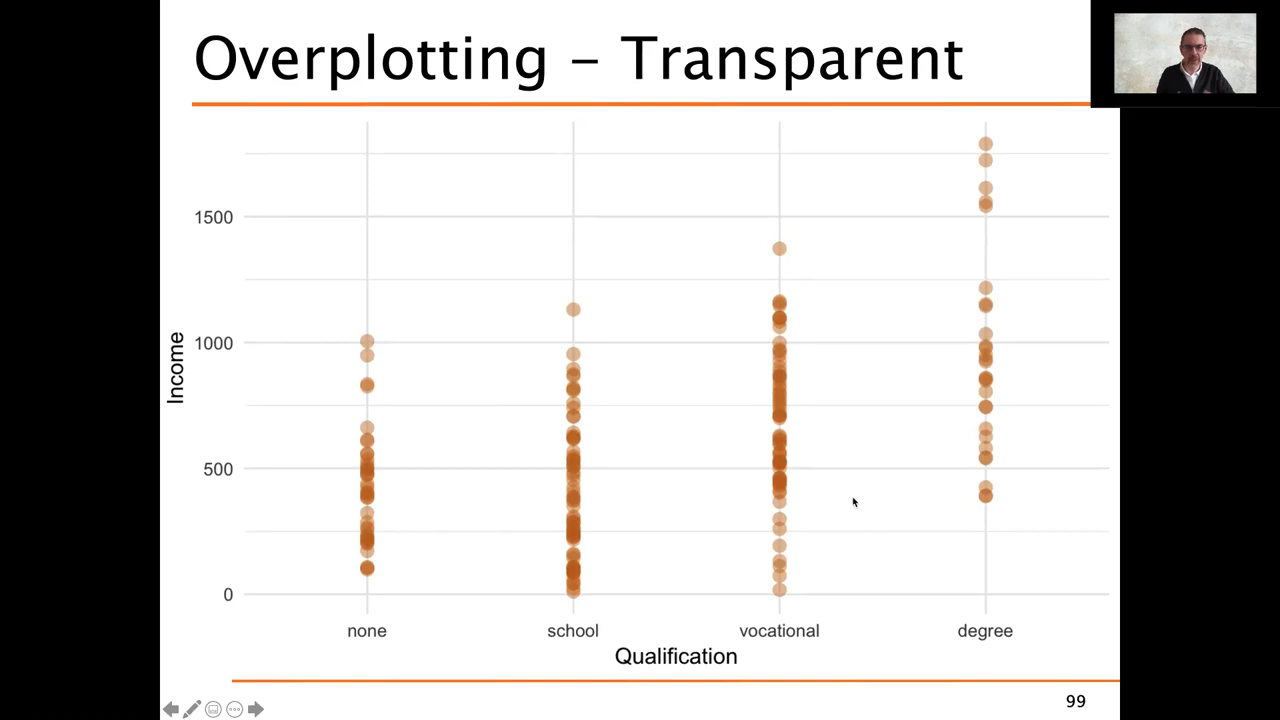 Overplotting – Transparent
1500
1000
500
0
Income
none school vocational degree
Qualification
99